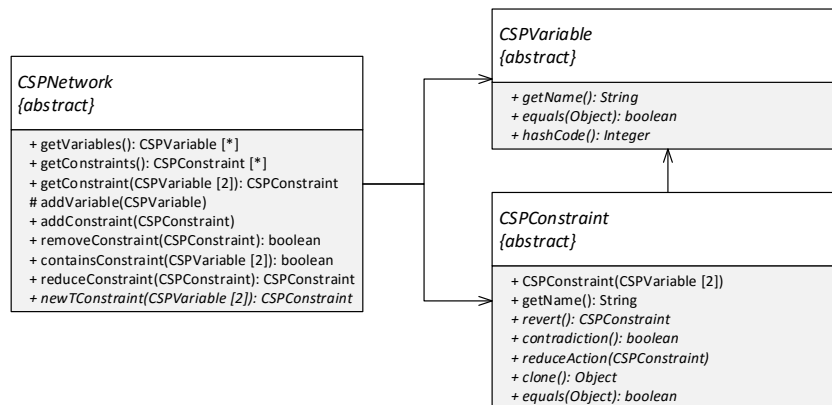 CSPNetwork
{abstract}
+ getVariables(): CSPVariable [*]
+ getConstraints(): CSPConstraint [*]
+ getConstraint(CSPVariable [2]): CSPConstraint
# addVariable(CSPVariable)
+ addConstraint(CSPConstraint)
+ removeConstraint(CSPConstraint): boolean
+ containsConstraint(CSPVariable [2]): boolean
+ reduceConstraint(CSPConstraint): CSPConstraint
+ newTConstraint(CSPVariable [2]): CSPConstraint
CSPVariable
{abstract}
+ getName(): String
+ equals(Object): boolean
+ hashCode(): Integer
CSPConstraint
{abstract}
+ CSPConstraint(CSPVariable [2])
+ getName(): String
+ revert(): CSPConstraint
+ contradiction(): boolean
+ reduceAction(CSPConstraint)
+ clone(): Object
+ equals(Object): boolean